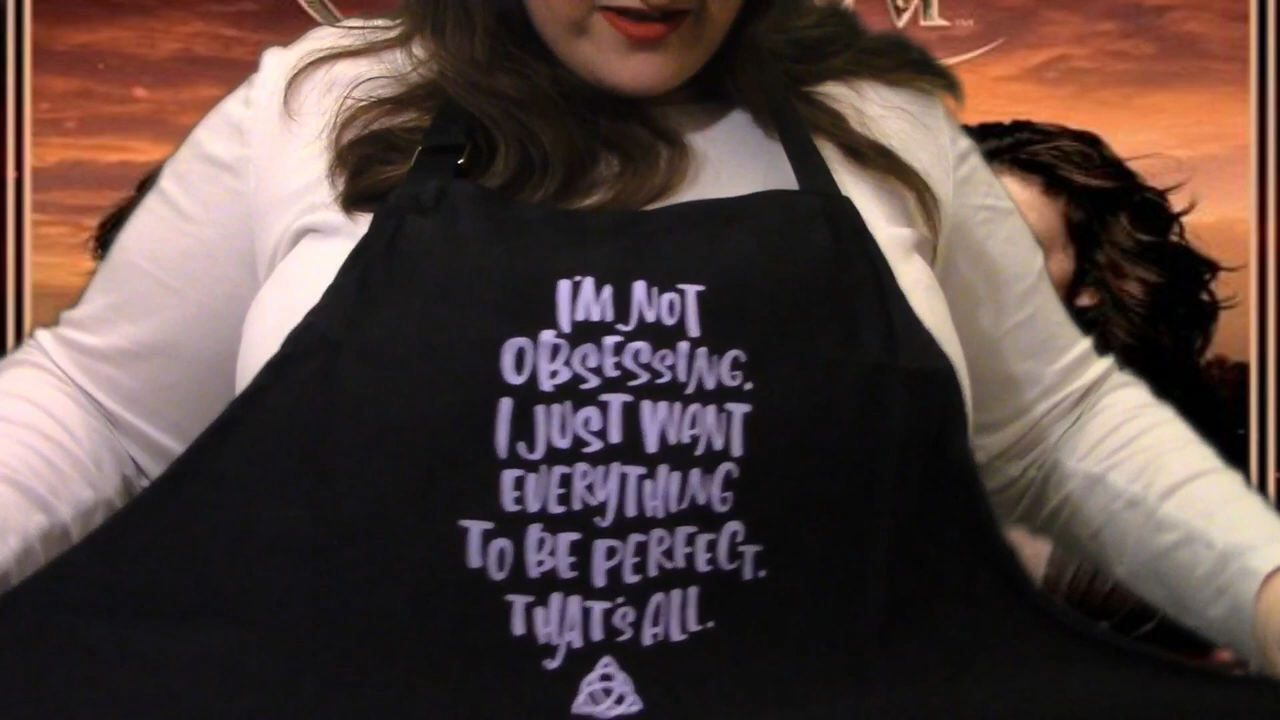 I'M NOT
OBSESSING.
I JUST WANT
EVERYTHING
TO BE PERFECT.
THAT'S ALL.